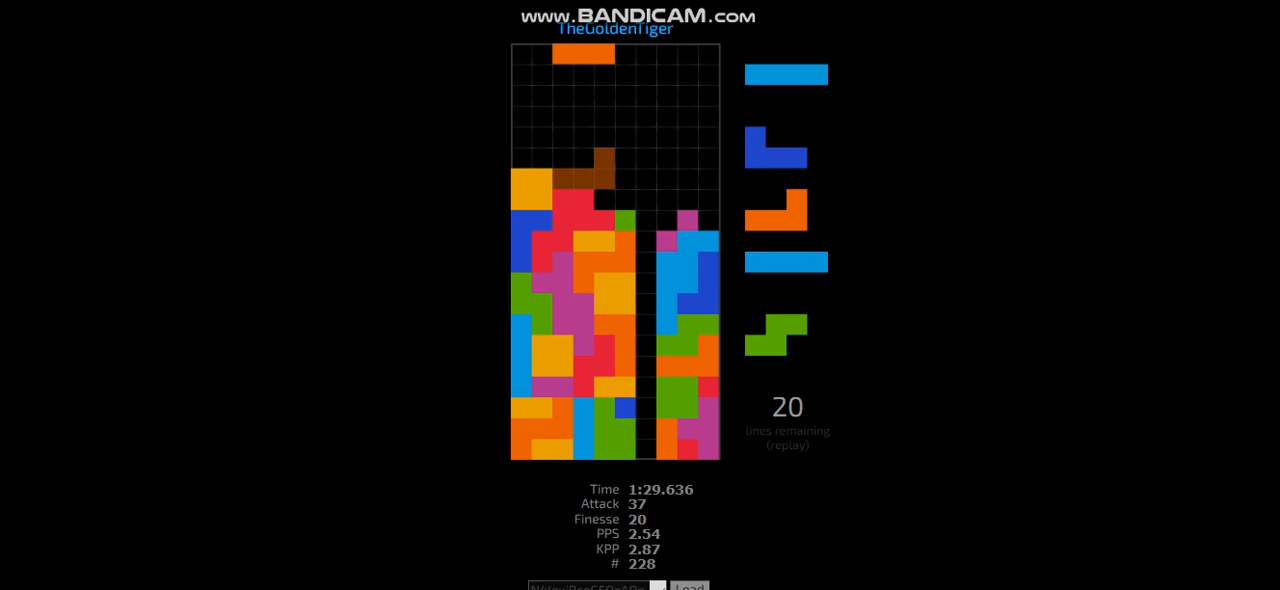 www.BANDICAM.com
TheGoldenTiger
20
lines remaining
(replay)
Time 1:29.636
Attack 37
Finesse 20
PPS 2.54
KPP 2.87
# 228
Load